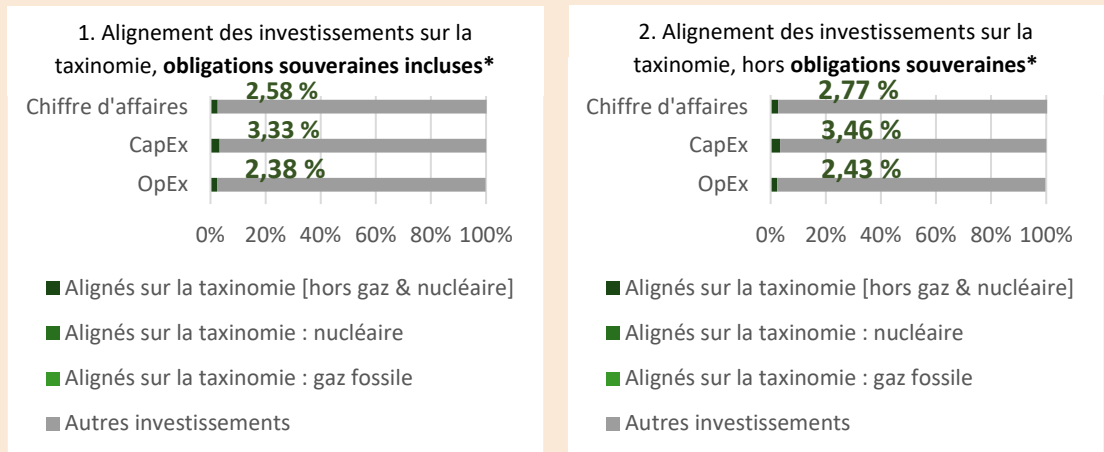 1. Alignement des investissements sur la
taxinomie, obligations souveraines incluses*
Chiffre d'affaires
2,58 %
CapEx
3,33 %
OpEx
2,38 %
0% 20% 40% 60% 80% 100%
Alignés sur la taxinomie [hors gaz & nucléaire]
Alignés sur la taxinomie : nucléaire
Alignés sur la taxinomie : gaz fossile
Autres investissements
2. Alignement des investissements sur la
taxinomie, hors obligations souveraines*
Chiffre d'affaires
2,77 %
CapEx
3,46 %
OpEx
2,43 %
0% 20% 40% 60% 80% 100%
Alignés sur la taxinomie [hors gaz & nucléaire]
Alignés sur la taxinomie : nucléaire
Alignés sur la taxinomie : gaz fossile
Autres investissements